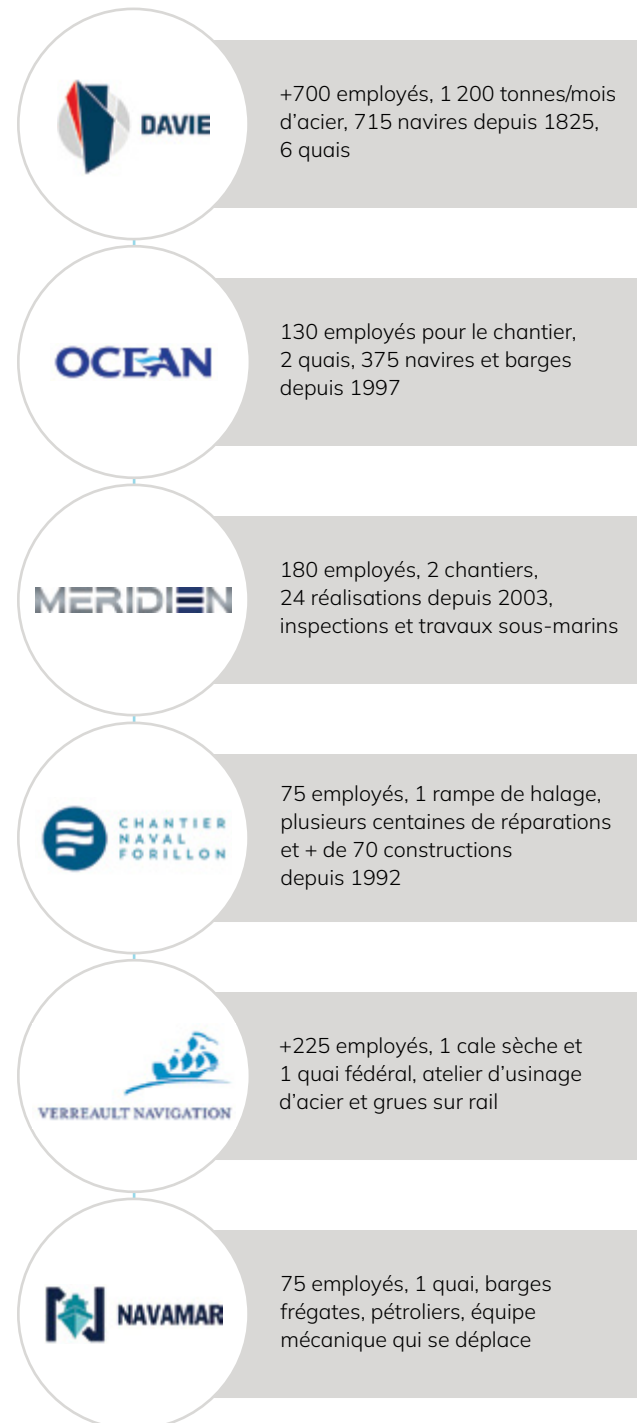 DAVIE
+700 employés, 1 200 tonnes/mois
d'acier, 715 navires depuis 1825,
6 quais
OCEAN
130 employés pour le chantier,
2 quais, 375 navires et barges
depuis 1997
MERIDIEN
180 employés, 2 chantiers,
24 réalisations depuis 2003,
inspections et travaux sous-marins
CHANTIER
NAVAL
FORILLON
75 employés, 1 rampe de halage,
plusieurs centaines de réparations
et + de 70 constructions
depuis 1992
VERREAULT NAVIGATION
+225 employés, 1 cale sèche et
1 quai fédéral, atelier d'usinage
d'acier et grues sur rail
NAVAMAR
75 employés, 1 quai, barges
frégates, pétroliers, équipe
mécanique qui se déplace